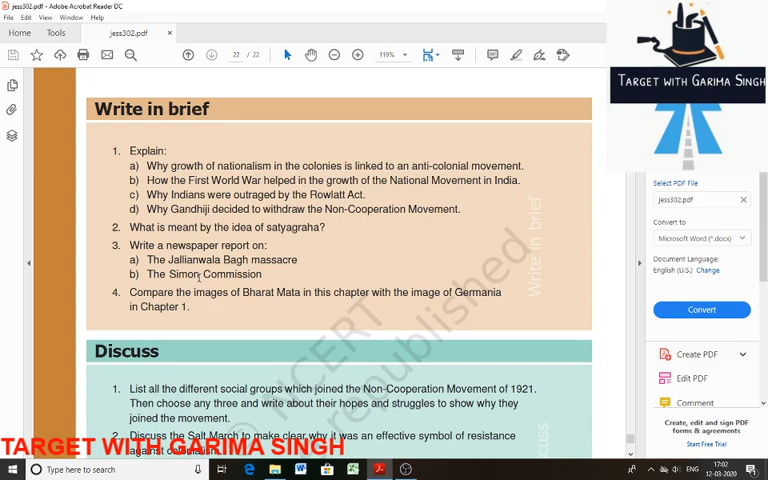 jess302.pdf - Adobe Acrobat Reader DC
File Edit View Window Help
Home Tools jess302.pdf ×
22 / 22 119%
TARGET WITH GARIMA SINGH
Write in brief
1. Explain:
a) Why growth of nationalism in the colonies is linked to an anti-colonial movement.
b) How the First World War helped in the growth of the National Movement in India.
c) Why Indians were outraged by the Rowlatt Act.
d) Why Gandhiji decided to withdraw the Non-Cooperation Movement.
2. What is meant by the idea of satyagraha?
3. Write a newspaper report on:
a) The Jallianwala Bagh massacre
b) The Simon Commission
4. Compare the images of Bharat Mata in this chapter with the image of Germania
in Chapter 1.
Write in brief
© NCERT
republished
Discuss
1. List all the different social groups which joined the Non-Cooperation Movement of 1921.
Then choose any three and write about their hopes and struggles to show why they
joined the movement.
2. Discuss the Salt March to make clear why it was an effective symbol of resistance
against colonialism.
Select PDF File
jess302.pdf ×
Convert to
Microsoft Word (*.docx)
Document Language:
English (U.S.) Change
Convert
Create PDF
Edit PDF
Comment
Create, edit and sign PDF
forms & agreements
Start Free Trial
TARGET WITH GARIMA SINGH
Type here to search
ENG
17:02
12-03-2020